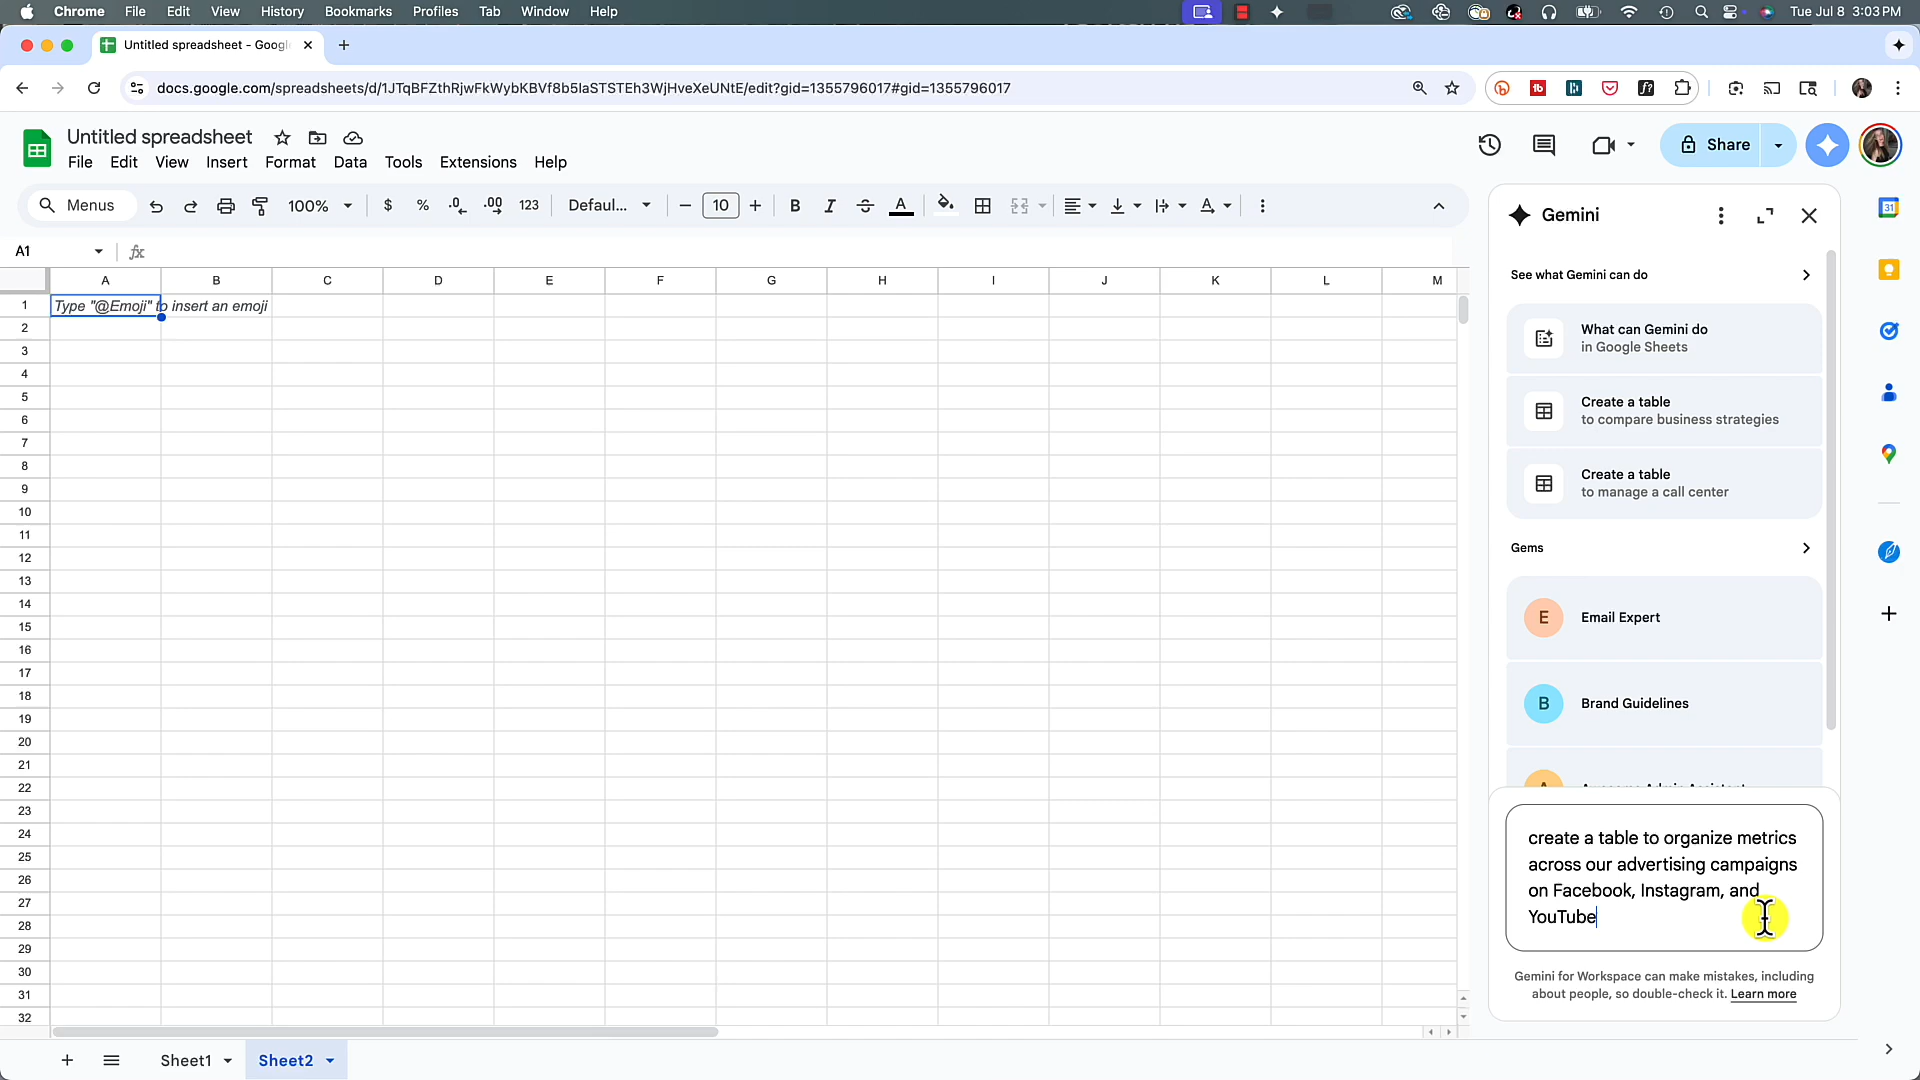 Chrome File Edit View History Bookmarks Profiles Tab Window Help Tue Jul 8 3:03 PM
Untitled spreadsheet - Googl
docs.google.com/spreadsheets/d/1JTqBFZthRjwFkWybKBVf8b5laSTSTEh3WjHveXeUNtE/edit?gid=1355796017#gid=1355796017
Untitled spreadsheet
File Edit View Insert Format Data Tools Extensions Help
Share
Menus 100% $ % .0 .00 123 Defaul... 10 B I A
A1 fx
A B C D E F G H I J K L M
1 Type "@Emoji" to insert an emoji
2
3
4
5
6
7
8
9
10
11
12
13
14
15
16
17
18
19
20
21
22
23
24
25
26
27
28
29
30
31
32
Sheet1 Sheet2
Gemini
See what Gemini can do
What can Gemini do
in Google Sheets
Create a table
to compare business strategies
Create a table
to manage a call center
Gems
E Email Expert
B Brand Guidelines
create a table to organize metrics
across our advertising campaigns
on Facebook, Instagram, and
YouTube
Gemini for Workspace can make mistakes, including
about people, so double-check it. Learn more
31